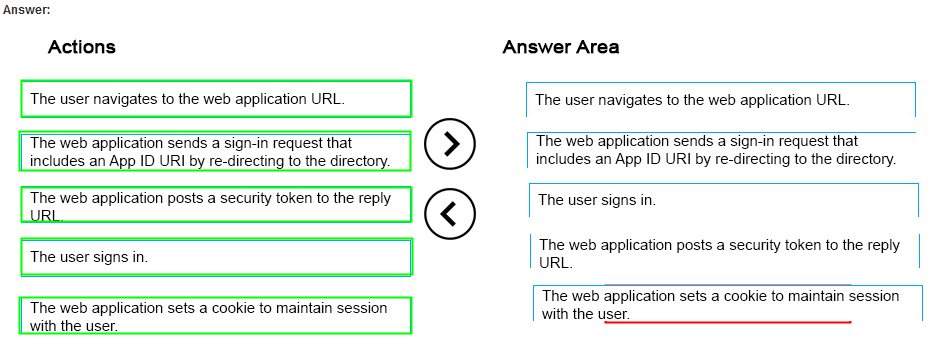 Answer:
Actions
Answer Area
The user navigates to the web application URL.
The web application sends a sign-in request that
includes an App ID URI by re-directing to the directory.
The web application posts a security token to the reply
URL.
The user signs in.
The web application sets a cookie to maintain session
with the user.
The user navigates to the web application URL.
The web application sends a sign-in request that
includes an App ID URI by re-directing to the directory.
The user signs in.
The web application posts a security token to the reply
URL.
The web application sets a cookie to maintain session
with the user.